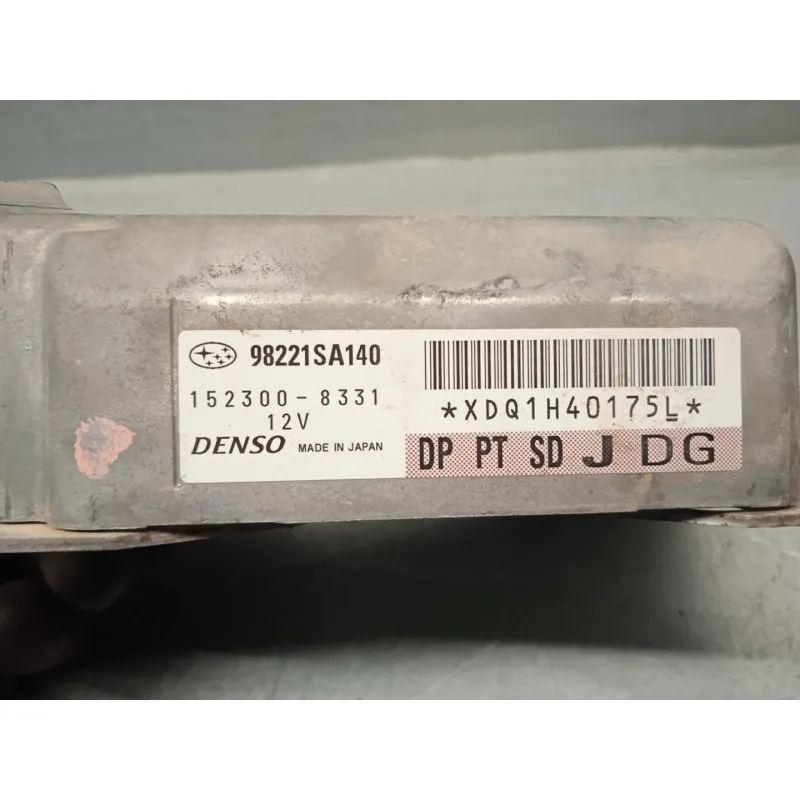 98221SA140
152300-8331
12V
DENSO MADE IN JAPAN
*XDQ1H40175L*
DP PT SD J DG